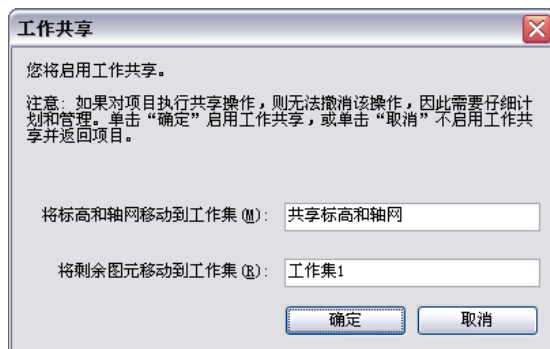 工作共享
您将启用工作共享。
注意: 如果对项目执行共享操作，则无法撤消该操作，因此需要仔细计
划和管理。单击“确定”启用工作共享，或单击“取消”不启用工作共
享并返回项目。
将标高和轴网移动到工作集(M): 共享标高和轴网
将剩余图元移动到工作集(R): 工作集1
确定 取消